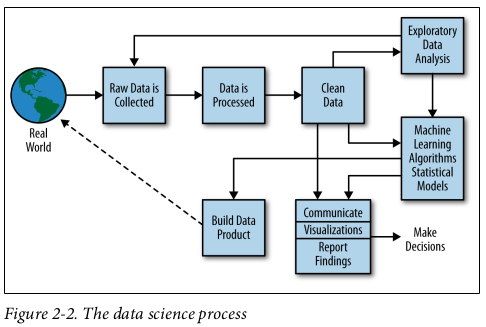 Exploratory
Data
Analysis
Raw Data is
Collected
Data is
Processed
Clean
Data
Real
World
Machine
Learning
Algorithms
Statistical
Models
Build Data
Product
Communicate
Visualizations
Report
Findings
Make
Decisions
Figure 2-2. The data science process